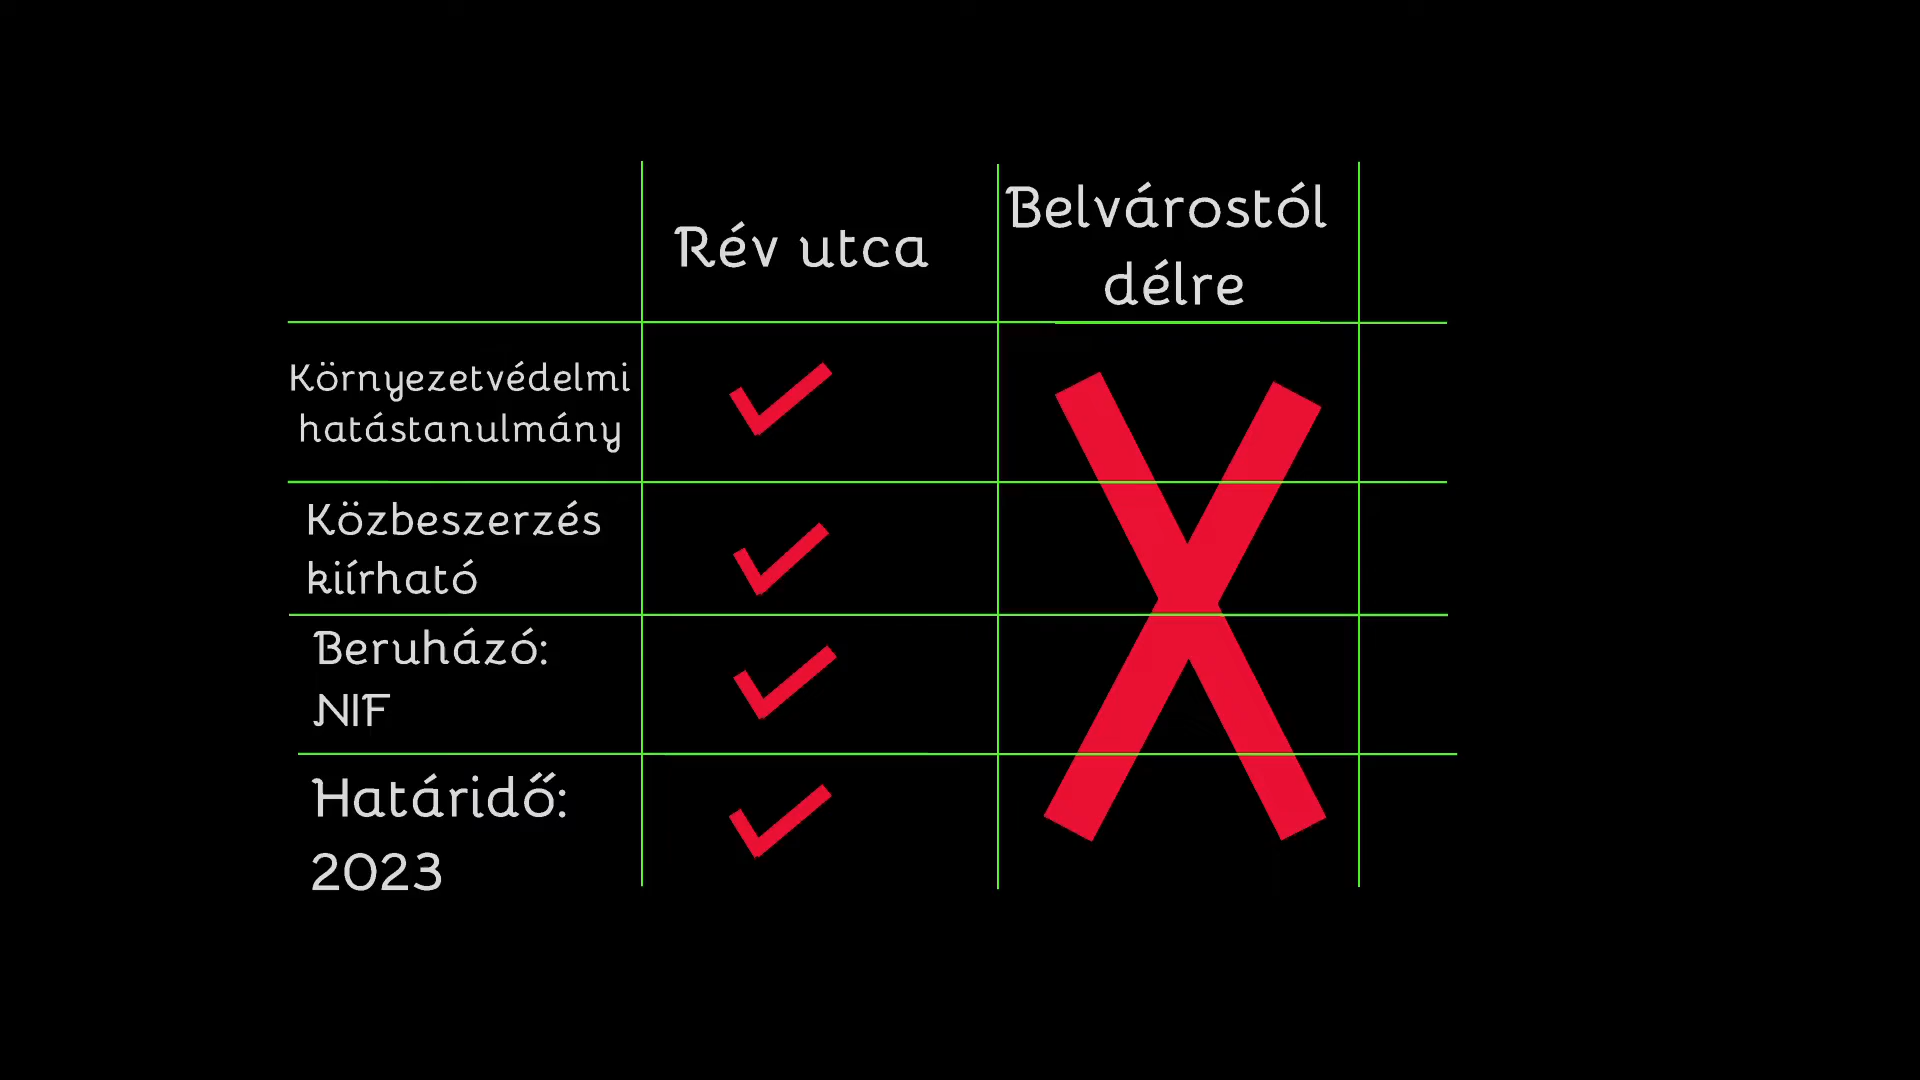 Rév utca
Belvárostól
délre
Környezetvédelmi
hatástanulmány
Közbeszerzés
kiírható
Beruházó:
NIF
Határidő:
2023